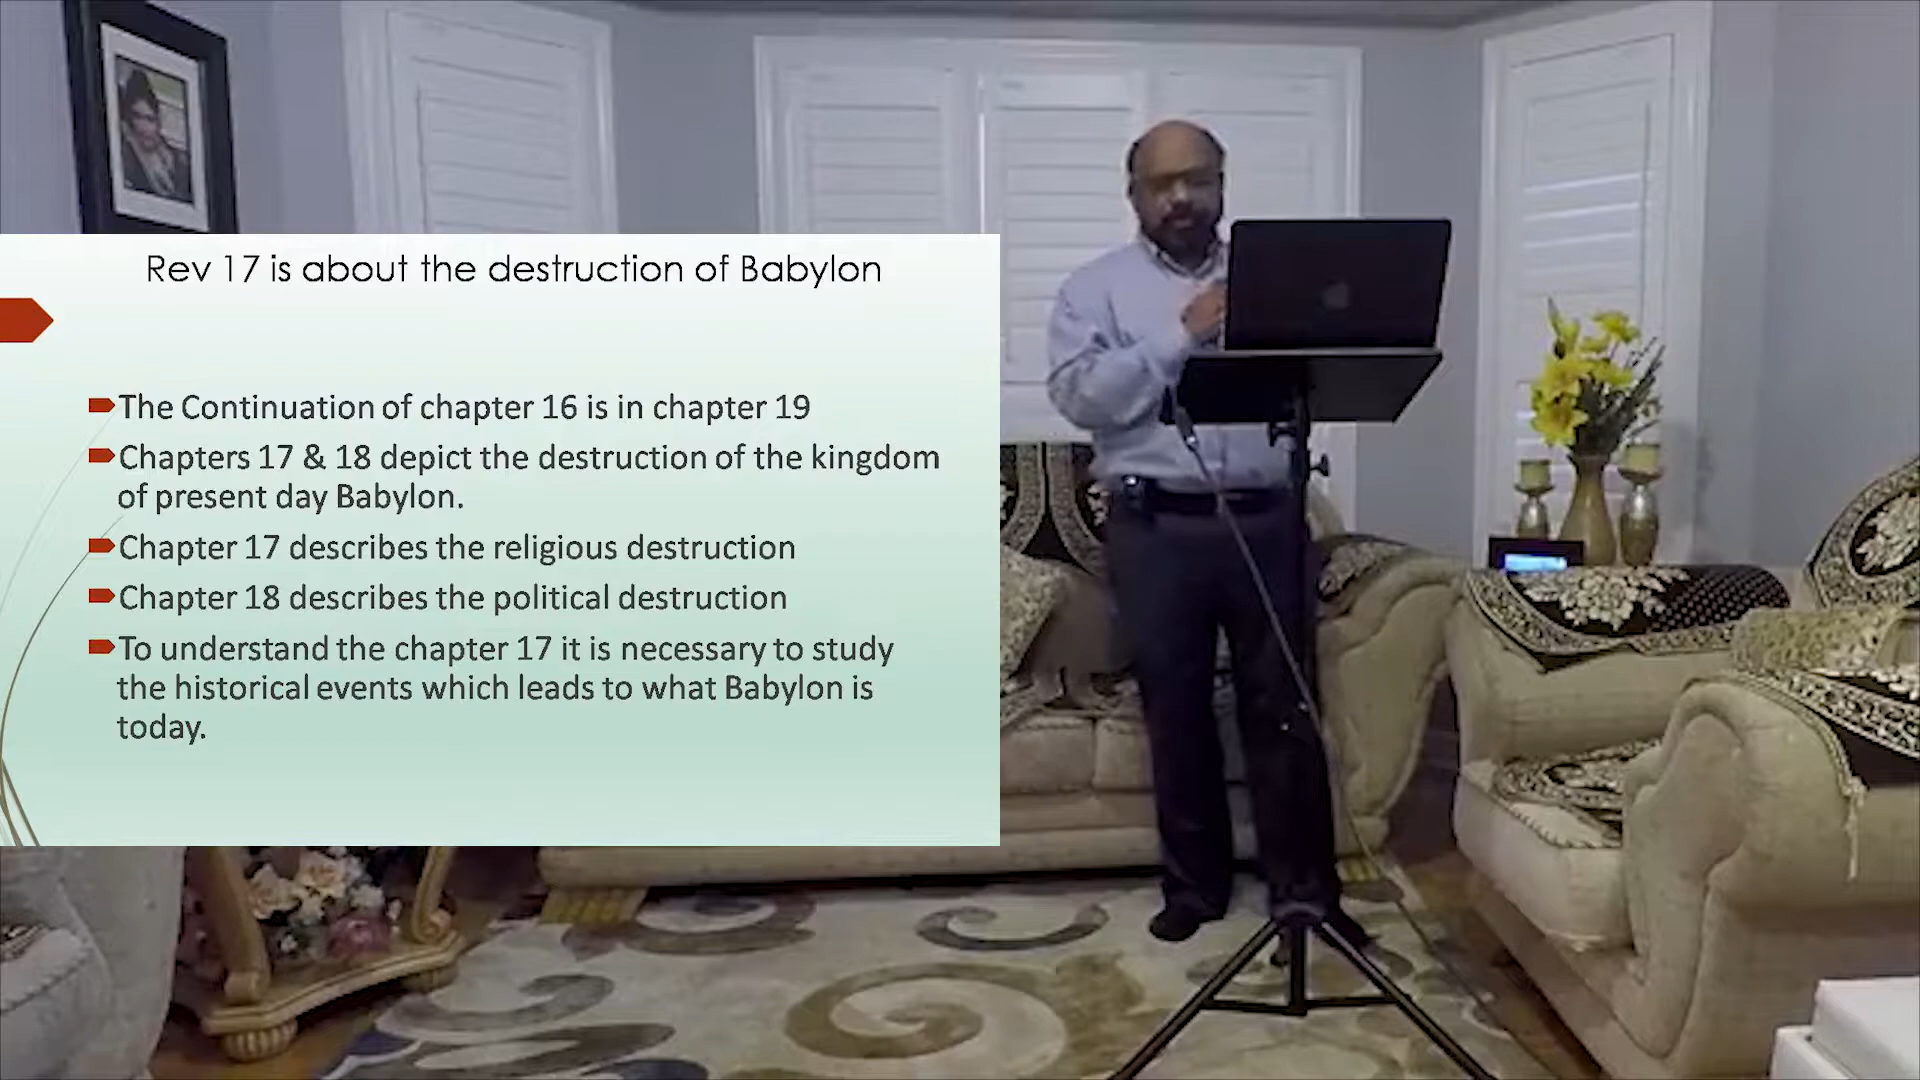 Rev 17 is about the destruction of Babylon
The Continuation of chapter 16 is in chapter 19
Chapters 17 & 18 depict the destruction of the kingdom
of present day Babylon.
Chapter 17 describes the religious destruction
Chapter 18 describes the political destruction
To understand the chapter 17 it is necessary to study
the historical events which leads to what Babylon is
today.